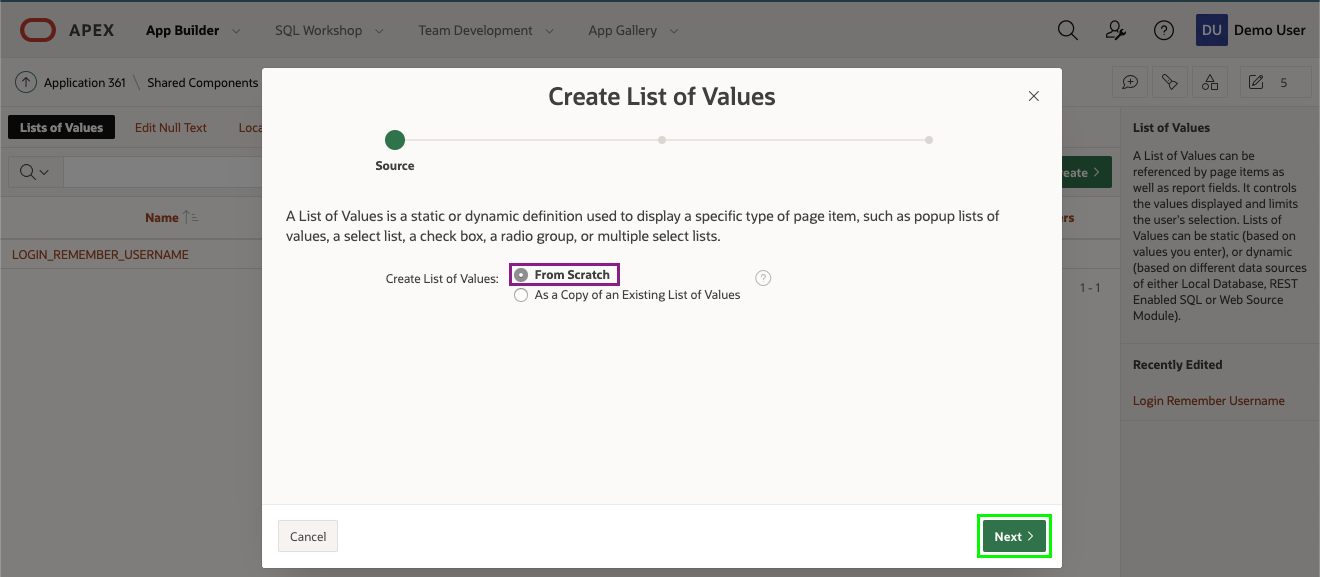 APEX App Builder SQL Workshop Team Development App Gallery DU Demo User
Application 361 \ Shared Components
5
Lists of Values Edit Null Text
Create List of Values
Source
Name
LOGIN_REMEMBER_USERNAME
A List of Values is a static or dynamic definition used to display a specific type of page item, such as popup lists of
values, a select list, a check box, a radio group, or multiple select lists.
Create List of Values: From Scratch
As a Copy of an Existing List of Values
?
Cancel
Next
1 - 1
List of Values
A List of Values can be
referenced by page items as
well as report fields. It controls
the values displayed and limits
the user's selection. Lists of
Values can be static (based on
values you enter), or dynamic
(based on different data sources
of either Local Database, REST
Enabled SQL or Web Source
Module).
Recently Edited
Login Remember Username